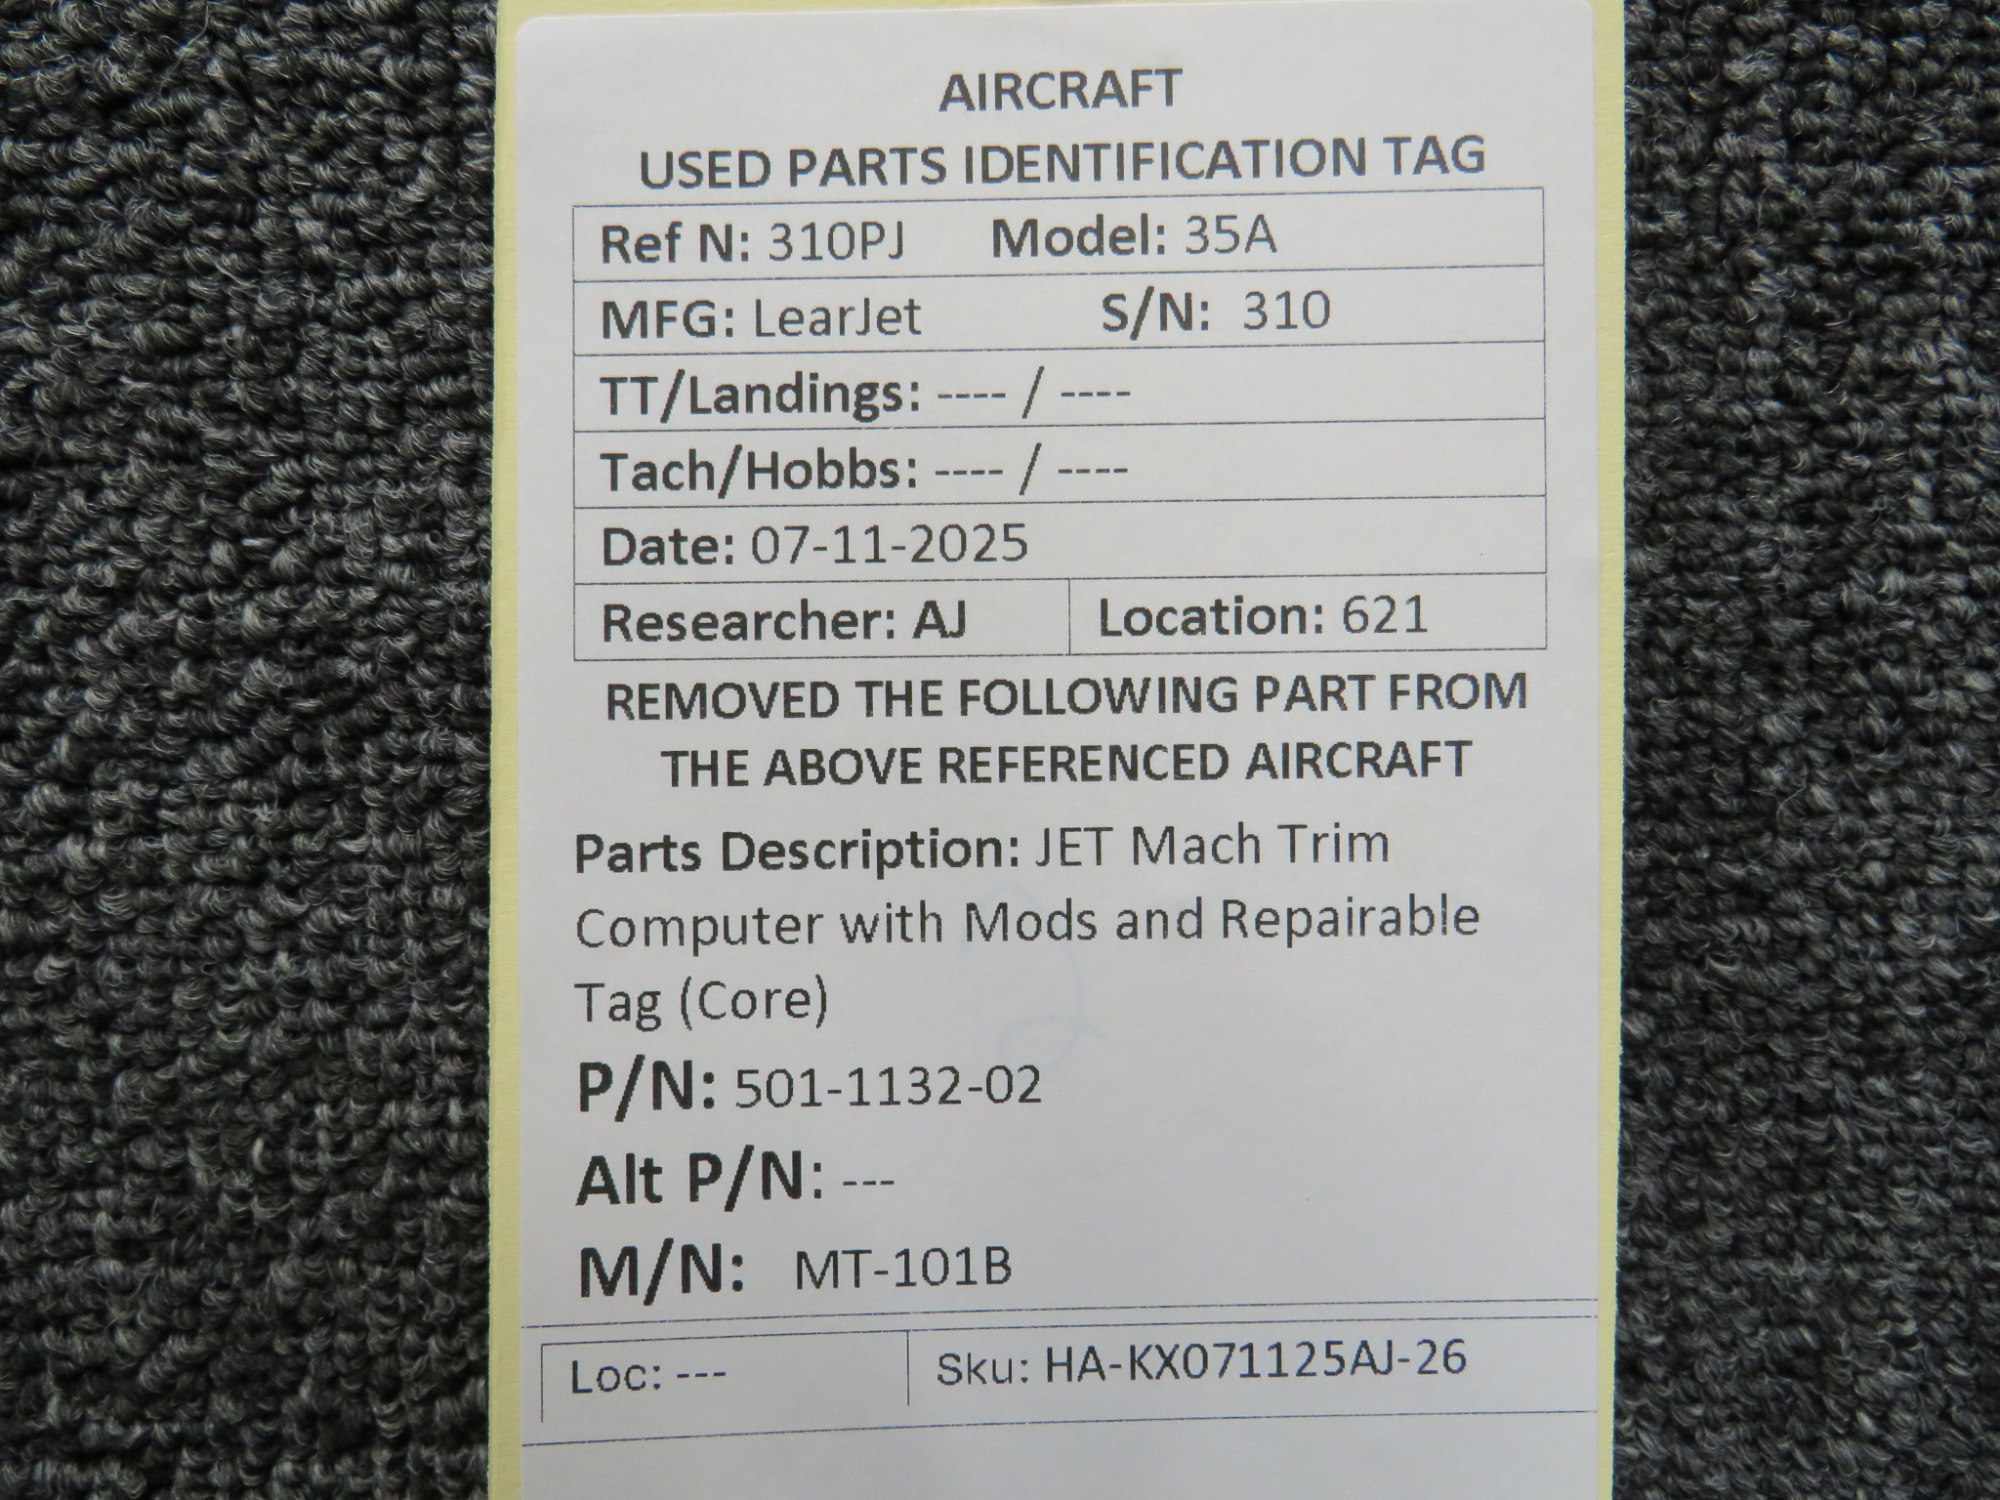 AIRCRAFT
USED PARTS IDENTIFICATION TAG
Ref N: 310PJ Model: 35A
MFG: LearJet S/N: 310
TT/Landings: ---- / ----
Tach/Hobbs: ---- / ----
Date: 07-11-2025
Researcher: AJ Location: 621
REMOVED THE FOLLOWING PART FROM
THE ABOVE REFERENCED AIRCRAFT
Parts Description: JET Mach Trim
Computer with Mods and Repairable
Tag (Core)
P/N: 501-1132-02
Alt P/N: ---
M/N: MT-101B
Loc: --- Sku: HA-KX071125AJ-26